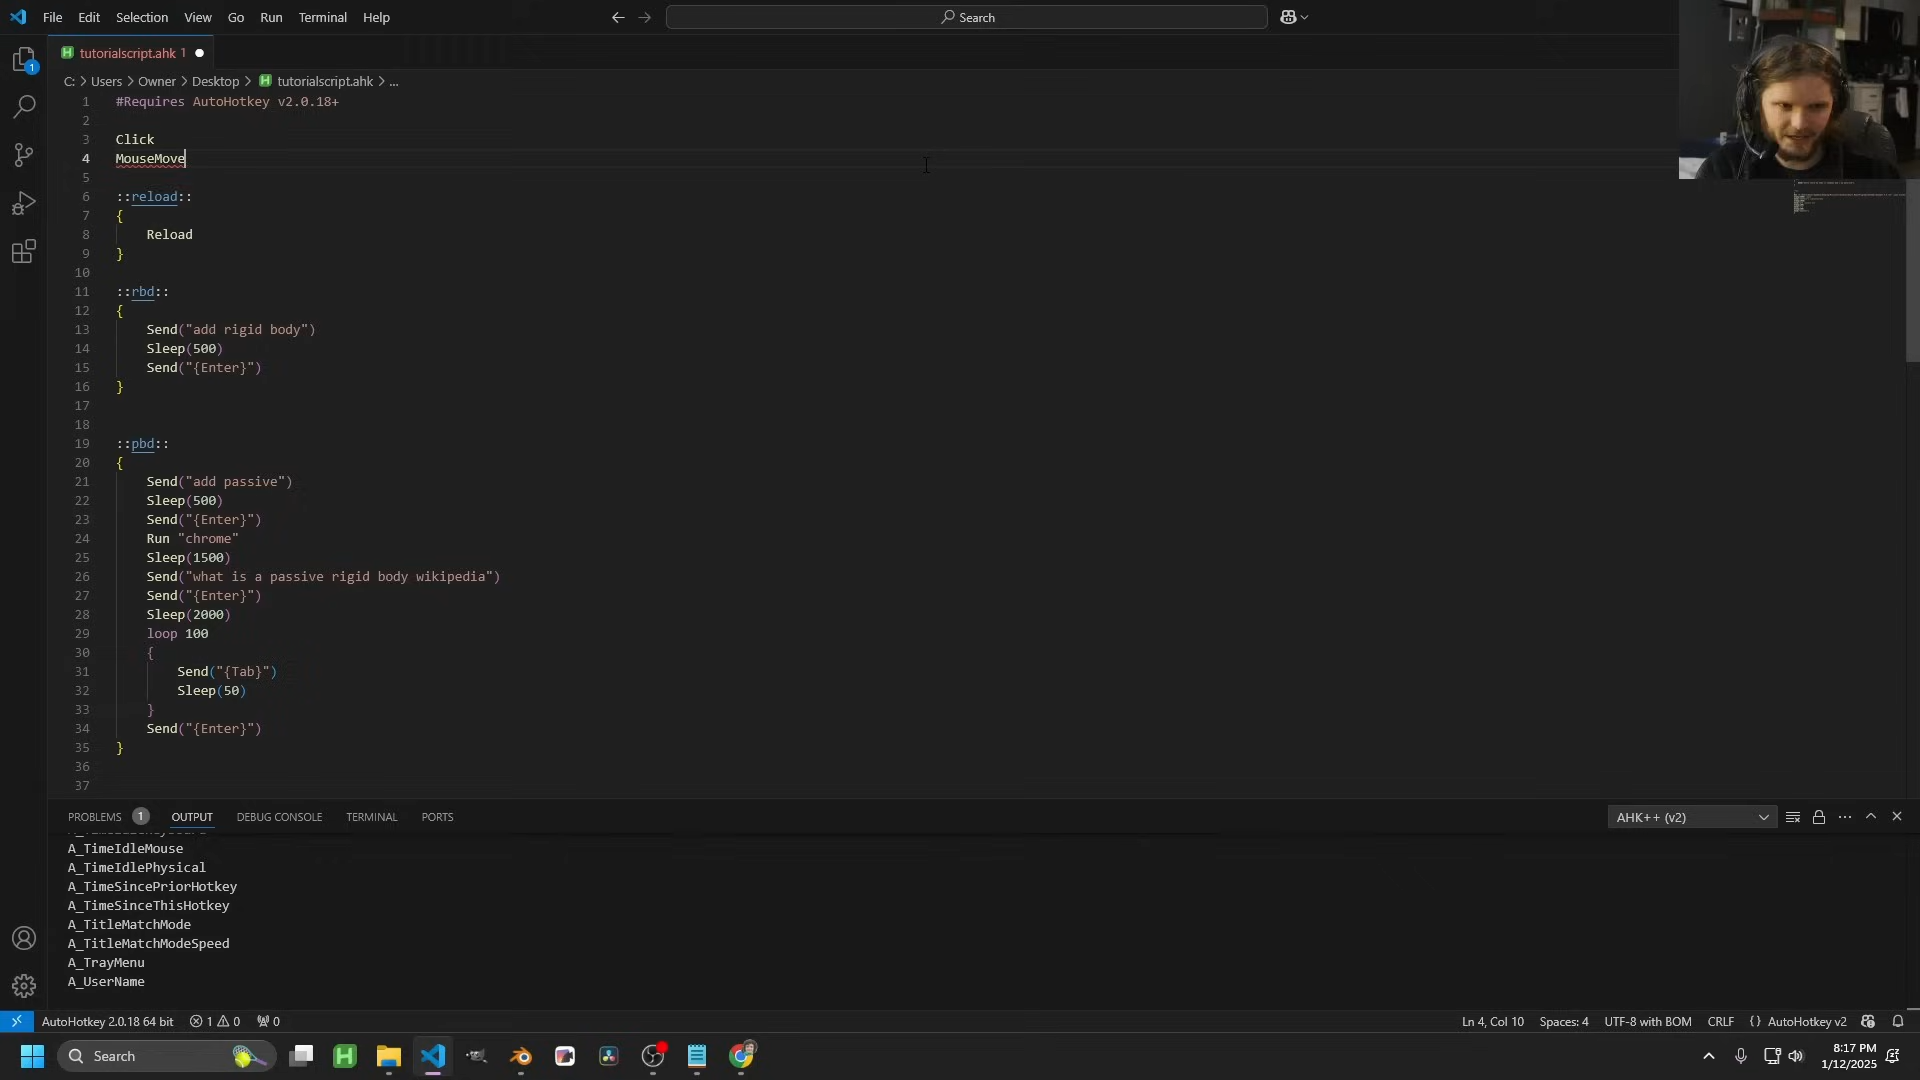 File Edit Selection View Go Run Terminal Help
Search
tutorialscript.ahk 1
C: > Users > Owner > Desktop > tutorialscript.ahk > ...
1 #Requires AutoHotkey v2.0.18+
2
3 Click
4 MouseMove
5
6 ::reload::
7 {
8 Reload
9 }
10
11 ::rbd::
12 {
13 Send("add rigid body")
14 Sleep(500)
15 Send("{Enter}")
16 }
17
18
19 ::pbd::
20 {
21 Send("add passive")
22 Sleep(500)
23 Send("{Enter}")
24 Run "chrome"
25 Sleep(1500)
26 Send("what is a passive rigid body wikipedia")
27 Send("{Enter}")
28 Sleep(2000)
29 loop 100
30 {
31 Send("{Tab}")
32 Sleep(50)
33 }
34 Send("{Enter}")
35 }
36
37
PROBLEMS 1 OUTPUT DEBUG CONSOLE TERMINAL PORTS
AHK++ (v2)
A_TimeIdleMouse
A_TimeIdlePhysical
A_TimeSincePriorHotkey
A_TimeSinceThisHotkey
A_TitleMatchMode
A_TitleMatchModeSpeed
A_TrayMenu
A_UserName
AutoHotkey 2.0.18 64 bit 1 0 0
Ln 4, Col 10 Spaces: 4 UTF-8 with BOM CRLF {} AutoHotkey v2
Search
8:17 PM
1/12/2025